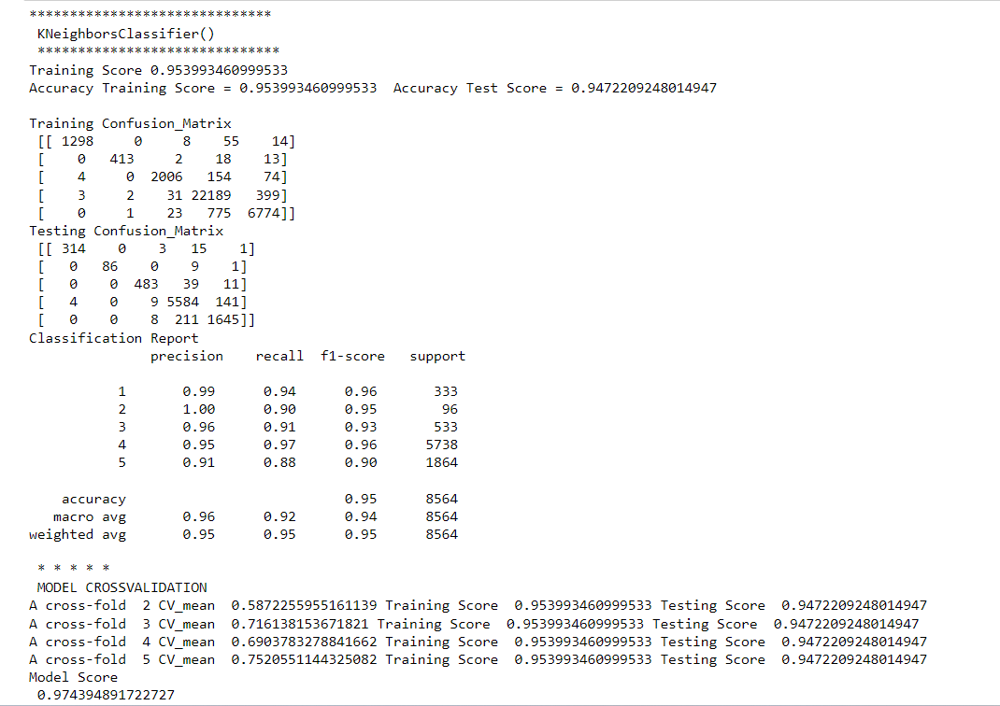 ******************************
KNeighborsClassifier()
******************************
Training Score 0.953993460999533
Accuracy Training Score = 0.953993460999533  Accuracy Test Score = 0.9472209248014947
Training Confusion_Matrix
[[ 1298     0     8    55    14]
[     0   413     2    18    13]
[     4     0  2006   154    74]
[     3     2    31 22189   399]
[     0     1    23   775  6774]]
Testing Confusion_Matrix
[[ 314    0    3   15    1]
[   0   86    0    9    1]
[   0    0  483   39   11]
[   4    0    9 5584  141]
[   0    0    8  211 1645]]
Classification Report
precision    recall  f1-score   support
1       0.99      0.94      0.96       333
2       1.00      0.90      0.95        96
3       0.96      0.91      0.93       533
4       0.95      0.97      0.96      5738
5       0.91      0.88      0.90      1864
accuracy                           0.95      8564
macro avg       0.96      0.92      0.94      8564
weighted avg       0.95      0.95      0.95      8564
* * * * *
MODEL CROSSVALIDATION
A cross-fold  2 CV_mean  0.5872255955161139 Training Score  0.953993460999533 Testing Score  0.9472209248014947
A cross-fold  3 CV_mean  0.716138153671821 Training Score  0.953993460999533 Testing Score  0.9472209248014947
A cross-fold  4 CV_mean  0.6903783278841662 Training Score  0.953993460999533 Testing Score  0.9472209248014947
A cross-fold  5 CV_mean  0.7520551144325082 Training Score  0.953993460999533 Testing Score  0.9472209248014947
Model Score
0.974394891722727